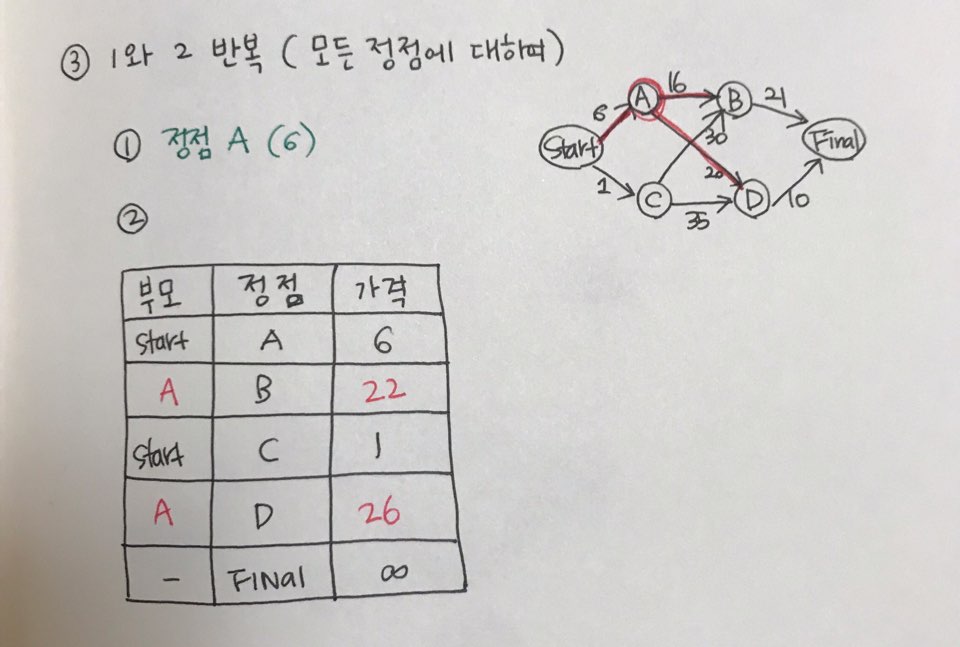 ③ 1와 2 반복 ( 모든 정점에 대하여)
① 정점 A (6)
②
6 A 16 B 21
Start 30 Final
1 C 35 20 D 10
부모 정점 가격
Start A 6
A B 22
Start C 1
A D 26
- FINal ∞